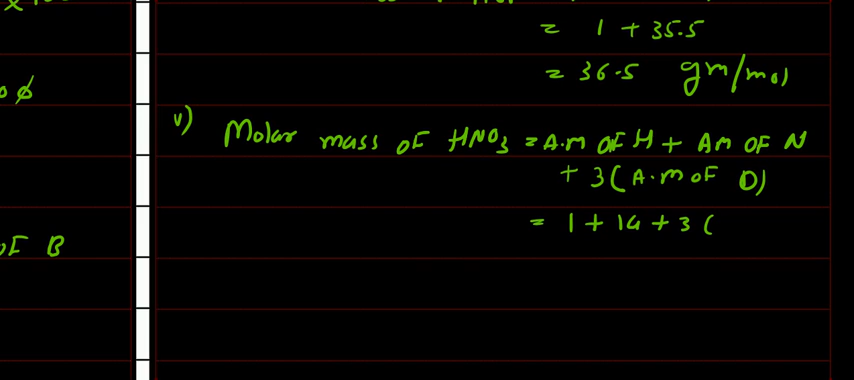 0∅
OF B
= 1 + 35.5
= 36.5 gm/mol
v) Molar mass OF HNO3 = A.m OF H + Am OF N
+ 3(A.m OF O)
= 1 + 14 + 3 (